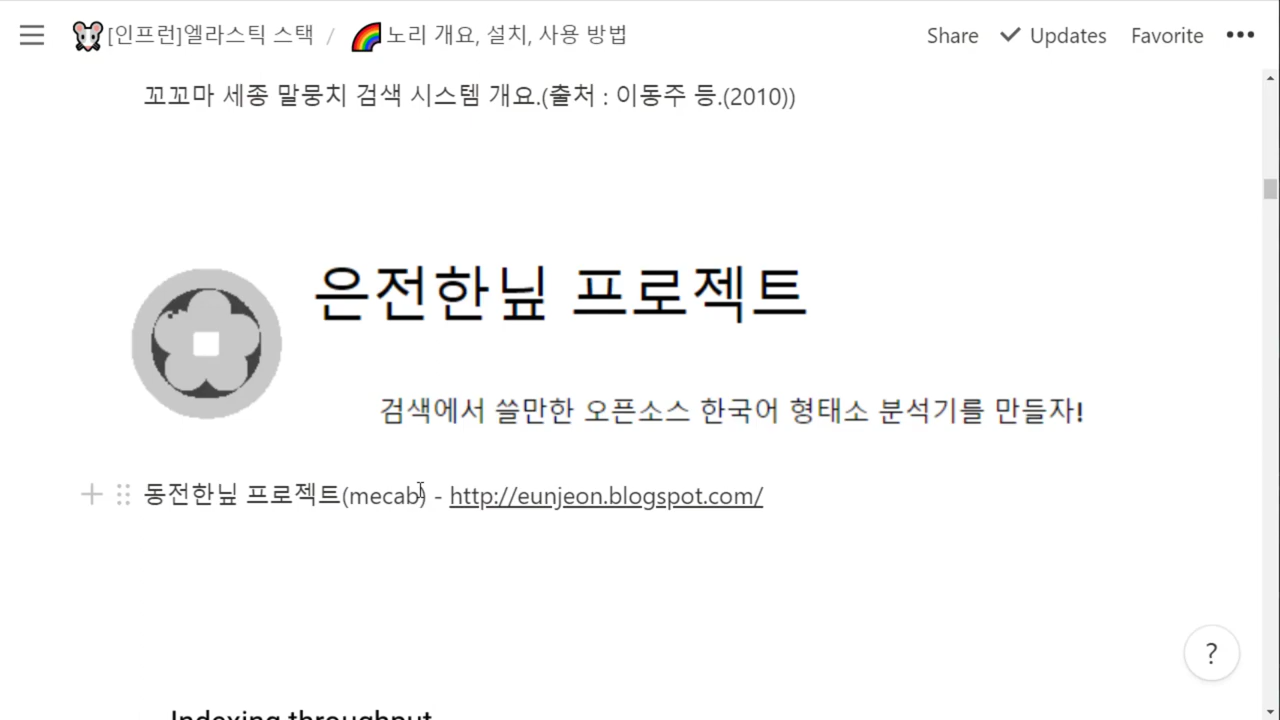 [인프런]엘라스틱 스택 / 노리 개요, 설치, 사용 방법
Share Updates Favorite
꼬꼬마 세종 말뭉치 검색 시스템 개요.(출처 : 이동주 등.(2010))
은전한닢 프로젝트
검색에서 쓸만한 오픈소스 한국어 형태소 분석기를 만들자!
동전한닢 프로젝트(mecab) - http://eunjeon.blogspot.com/
?
Indexing throughput